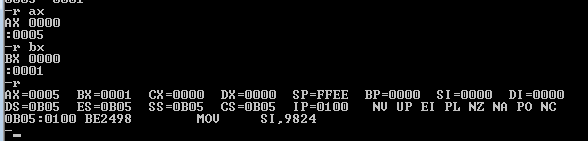 -r ax
AX 0000
:0005
-r bx
BX 0000
:0001
-r
AX=0005  BX=0001  CX=0000  DX=0000  SP=FFEE  BP=0000  SI=0000  DI=0000
DS=0B05  ES=0B05  SS=0B05  CS=0B05  IP=0100   NV UP EI PL NZ NA PO NC
0B05:0100 BE2498        MOV     SI,9824
-